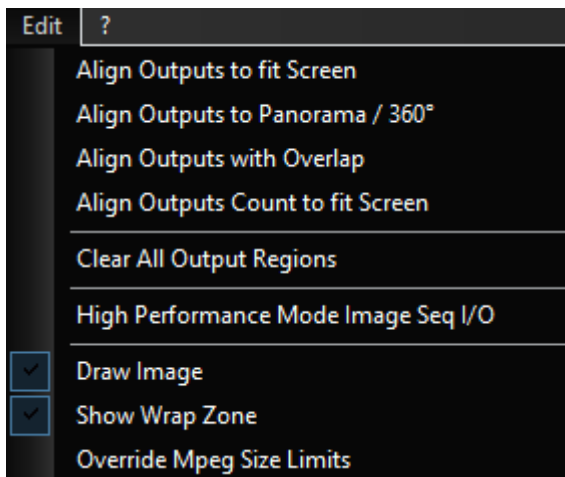 Edit ?
Align Outputs to fit Screen
Align Outputs to Panorama / 360°
Align Outputs with Overlap
Align Outputs Count to fit Screen
Clear All Output Regions
High Performance Mode Image Seq I/O
Draw Image
Show Wrap Zone
Override Mpeg Size Limits